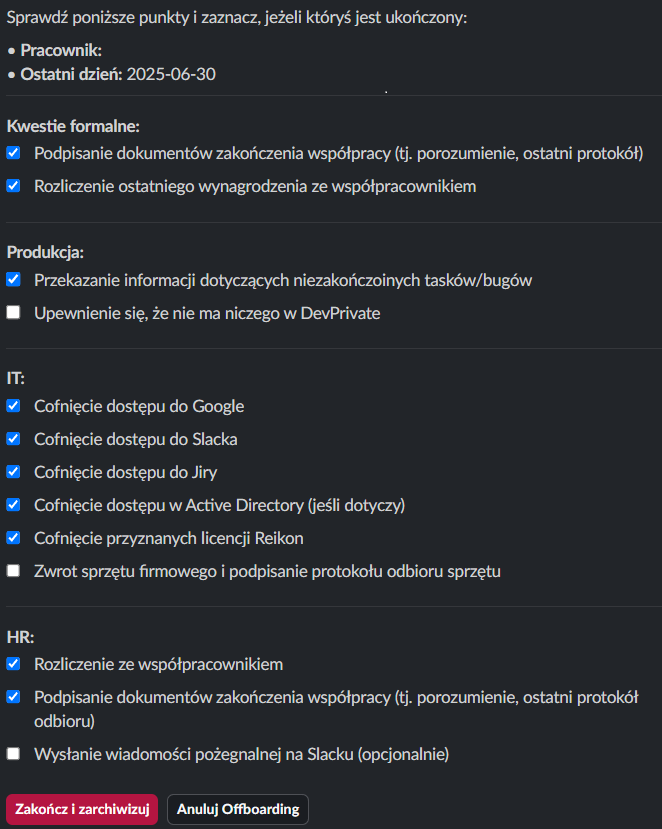 Sprawdź poniższe punkty i zaznacz, jeżeli któryś jest ukończony:
• Pracownik:
• Ostatni dzień: 2025-06-30
Kwestie formalne:
Podpisanie dokumentów zakończenia współpracy (tj. porozumienie, ostatni protokół)
Rozliczenie ostatniego wynagrodzenia ze współpracownikiem
Produkcja:
Przekazanie informacji dotyczących niezakończoinych tasków/bugów
Upewnienie się, że nie ma niczego w DevPrivate
IT:
Cofnięcie dostępu do Google
Cofnięcie dostępu do Slacka
Cofnięcie dostępu do Jiry
Cofnięcie dostępu w Active Directory (jeśli dotyczy)
Cofnięcie przyznanych licencji Reikon
Zwrot sprzętu firmowego i podpisanie protokołu odbioru sprzętu
HR:
Rozliczenie ze współpracownikiem
Podpisanie dokumentów zakończenia współpracy (tj. porozumienie, ostatni protokół
odbioru)
Wysłanie wiadomości pożegnalnej na Slacku (opcjonalnie)
Zakończ i zarchiwizuj Anuluj Offboarding